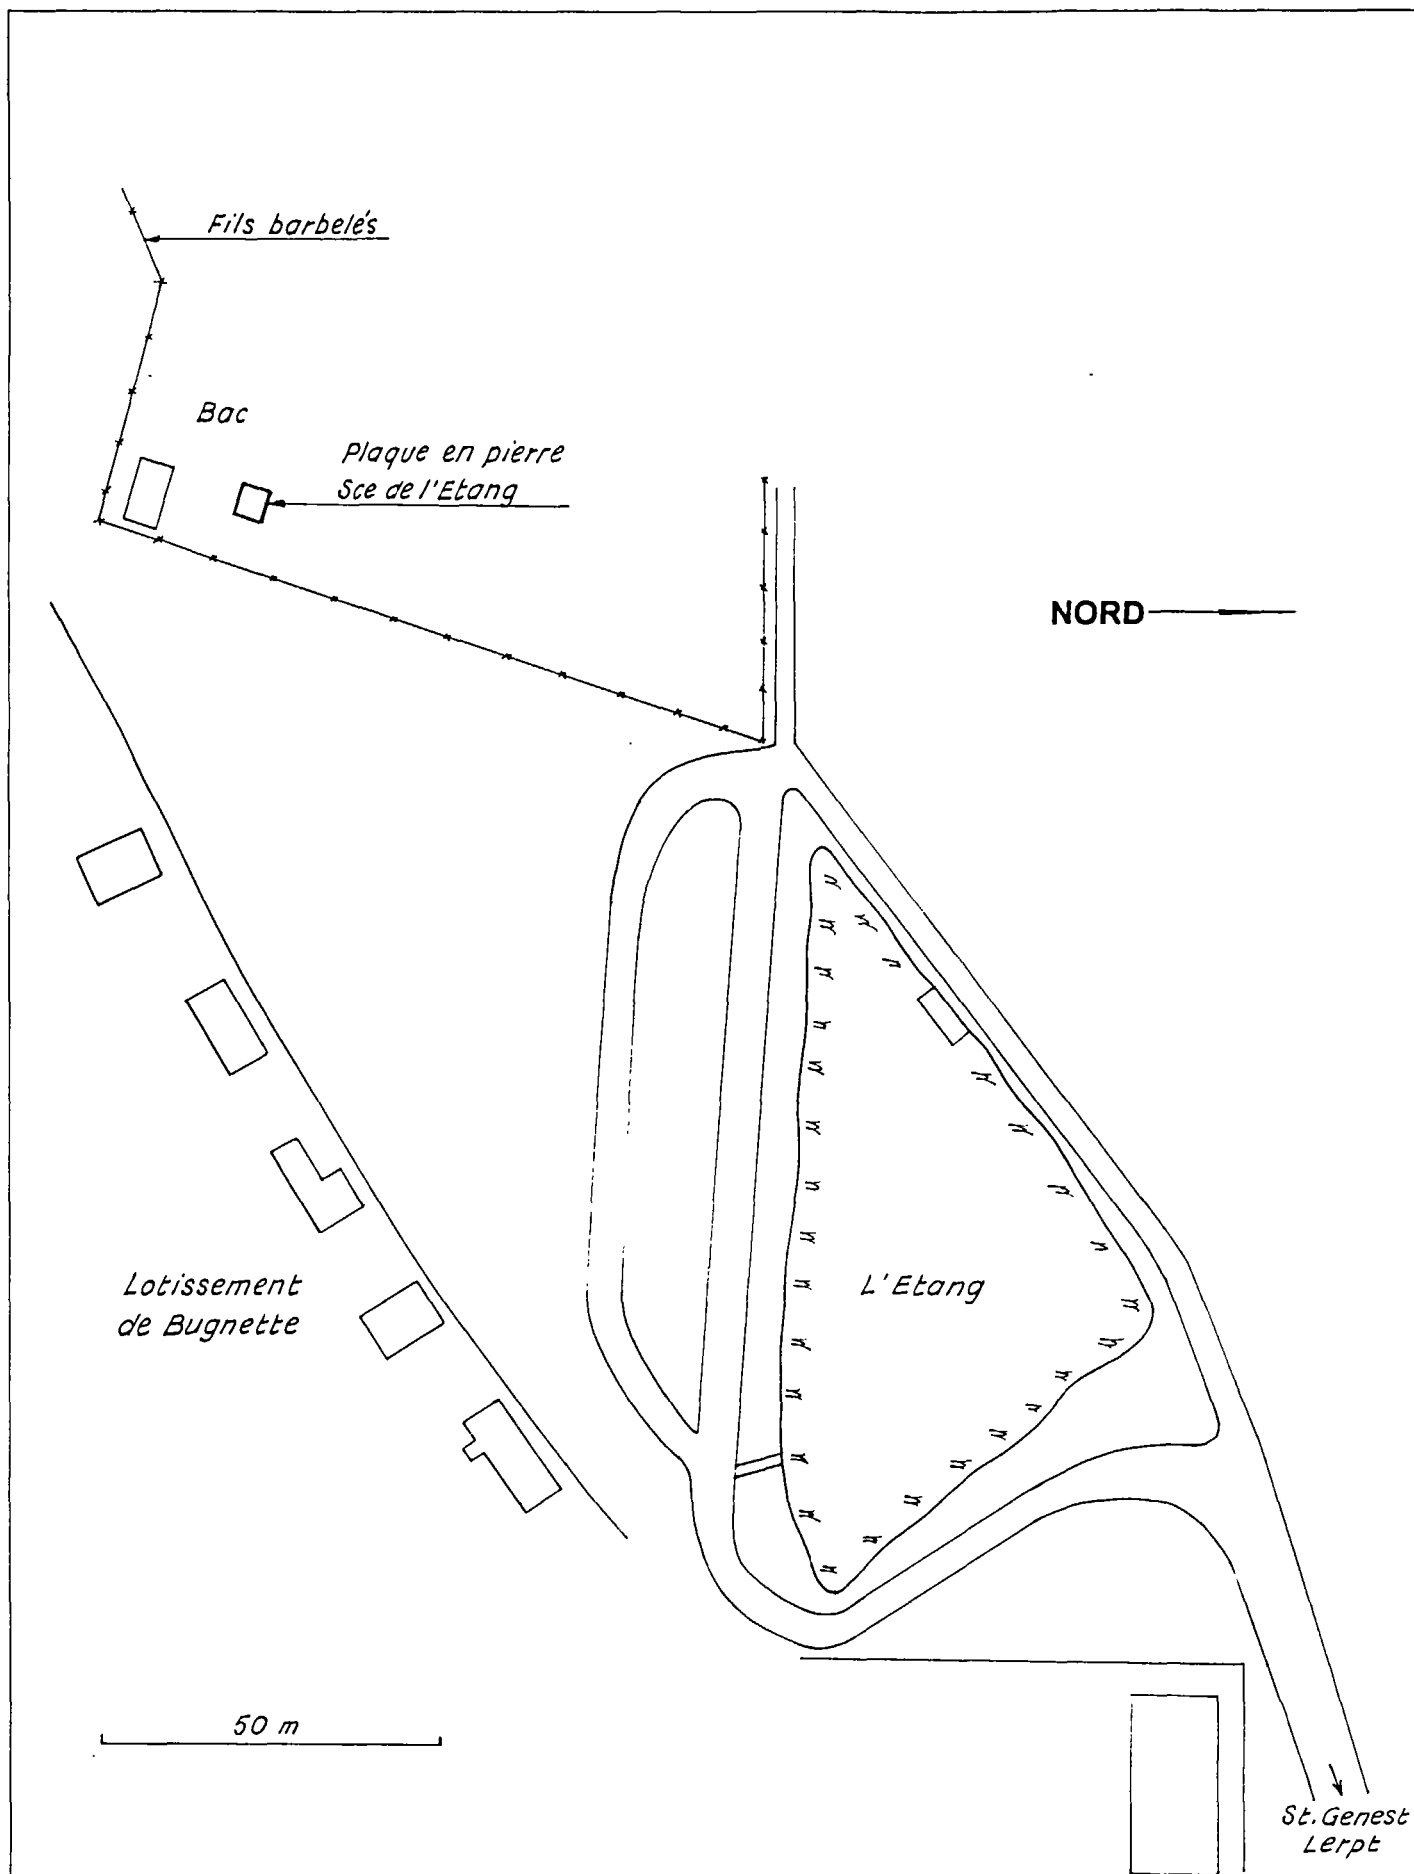 Fils barbelés
Bac
Plaque en pierre
Sce de l'Etang
NORD
L'Etang
Lotissement
de Bugnette
50 m
St. Genest
Lerpt